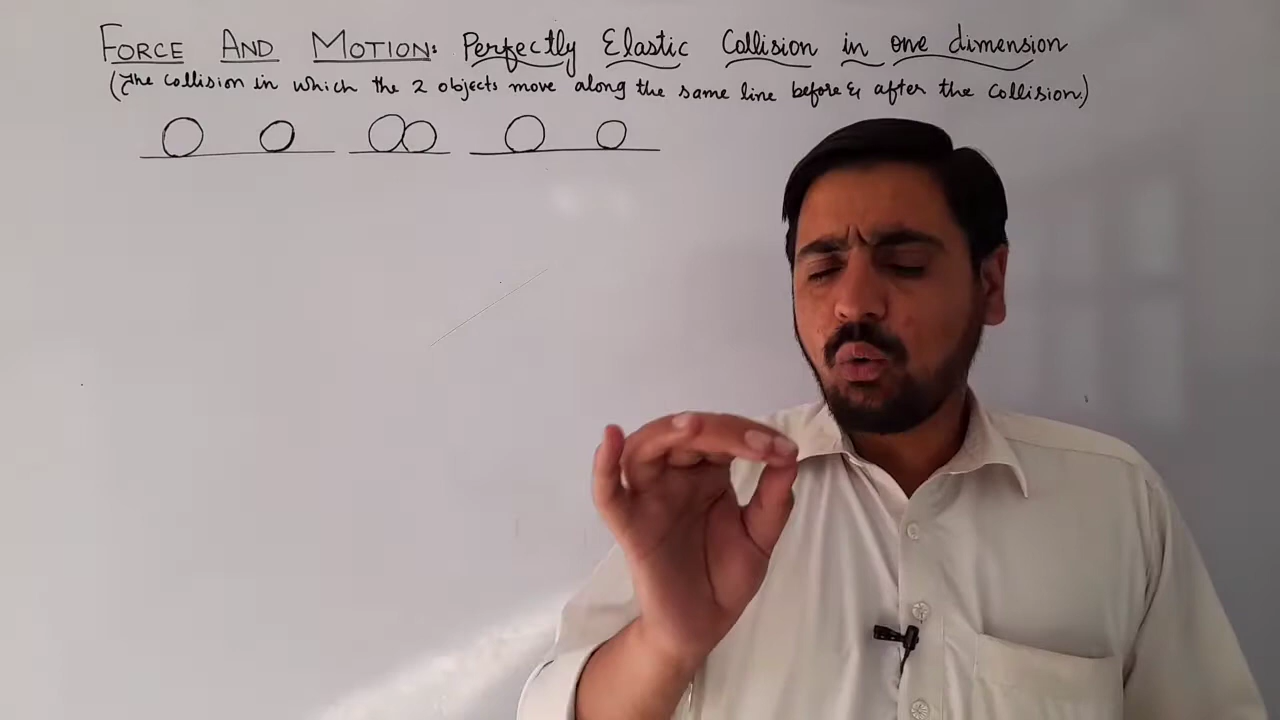 FORCE AND MOTION: Perfectly Elastic Collision in one dimension
(The collision in which the 2 objects move along the same line before & after the collision.)